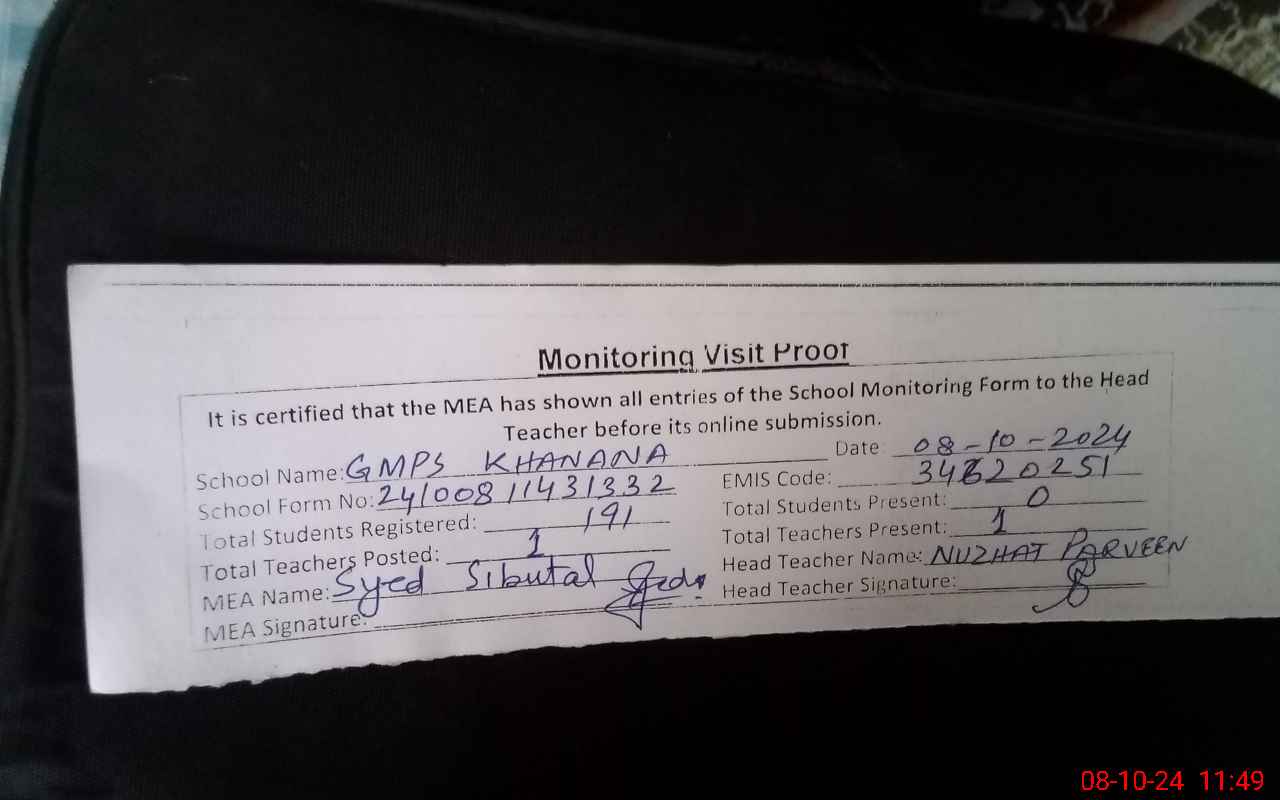 Monitoring Visit Proof
It is certified that the MEA has shown all entries of the School Monitoring Form to the Head
Teacher before its online submission.
School Name: GMPS KHANANA Date: 08-10-2024
School Form No: 2410081143 1332 EMIS Code: 34620251
Total Students Registered: 191 Total Students Present: 0
Total Teachers Posted: 1 Total Teachers Present: 1
MEA Name: Syed Sibutal Head Teacher Name: NUZHAT PARVEEN
MEA Signature: Head Teacher Signature:
08-10-24 11:49